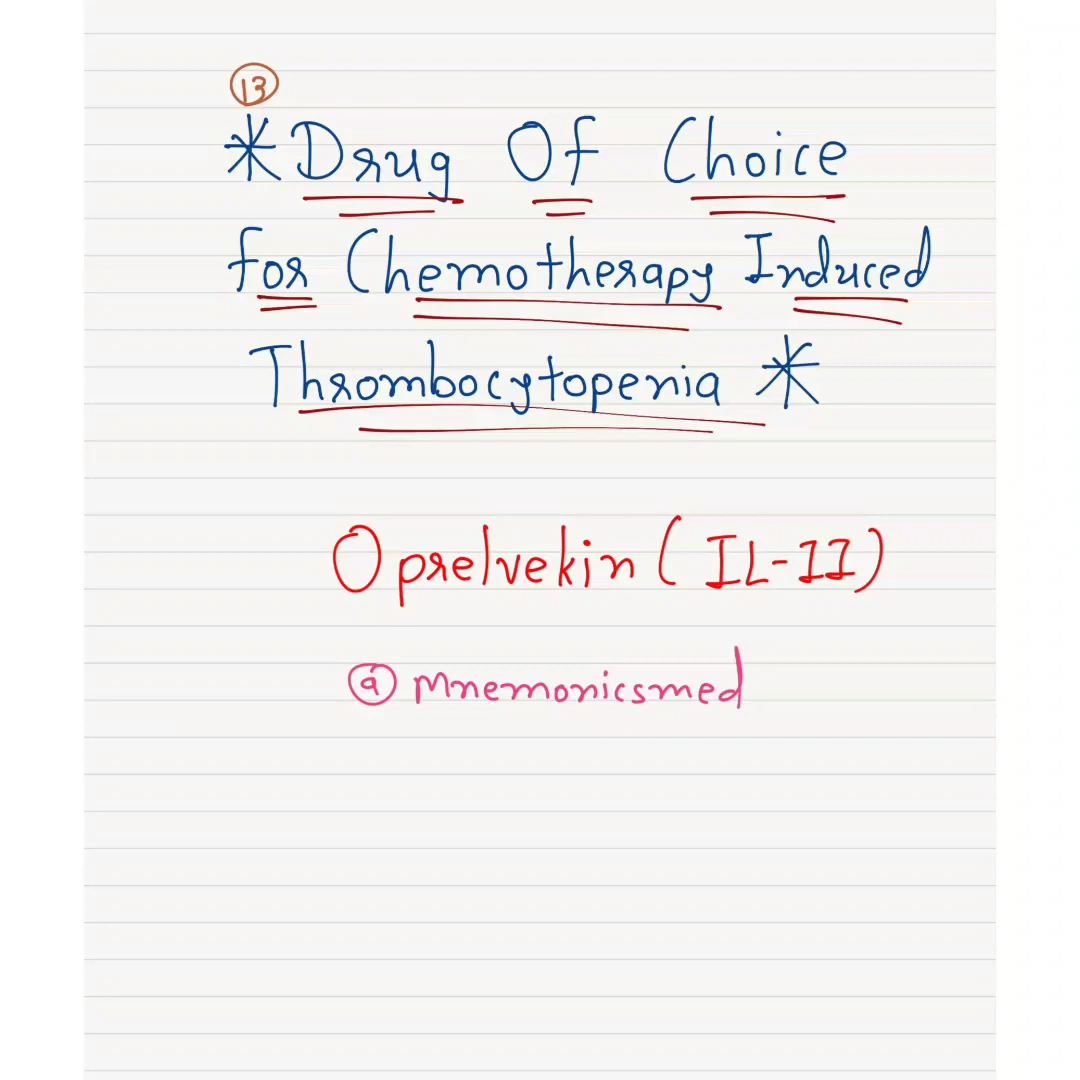 13
*Drug Of Choice
for Chemotherapy Induced
Thrombocytopenia *
Oprelvekin (IL-11)
@mnemonicsmed